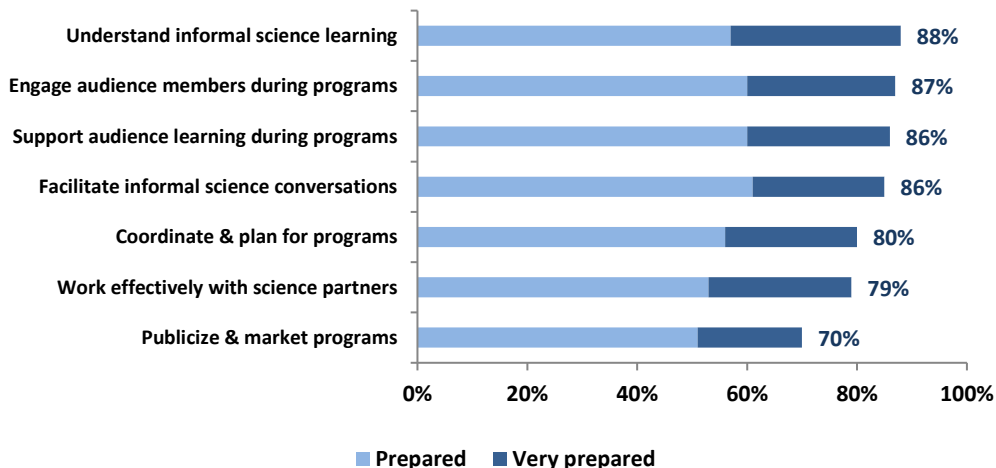 Understand informal science learning 88%
Engage audience members during programs 87%
Support audience learning during programs 86%
Facilitate informal science conversations 86%
Coordinate & plan for programs 80%
Work effectively with science partners 79%
Publicize & market programs 70%
0% 20% 40% 60% 80% 100%
Prepared Very prepared